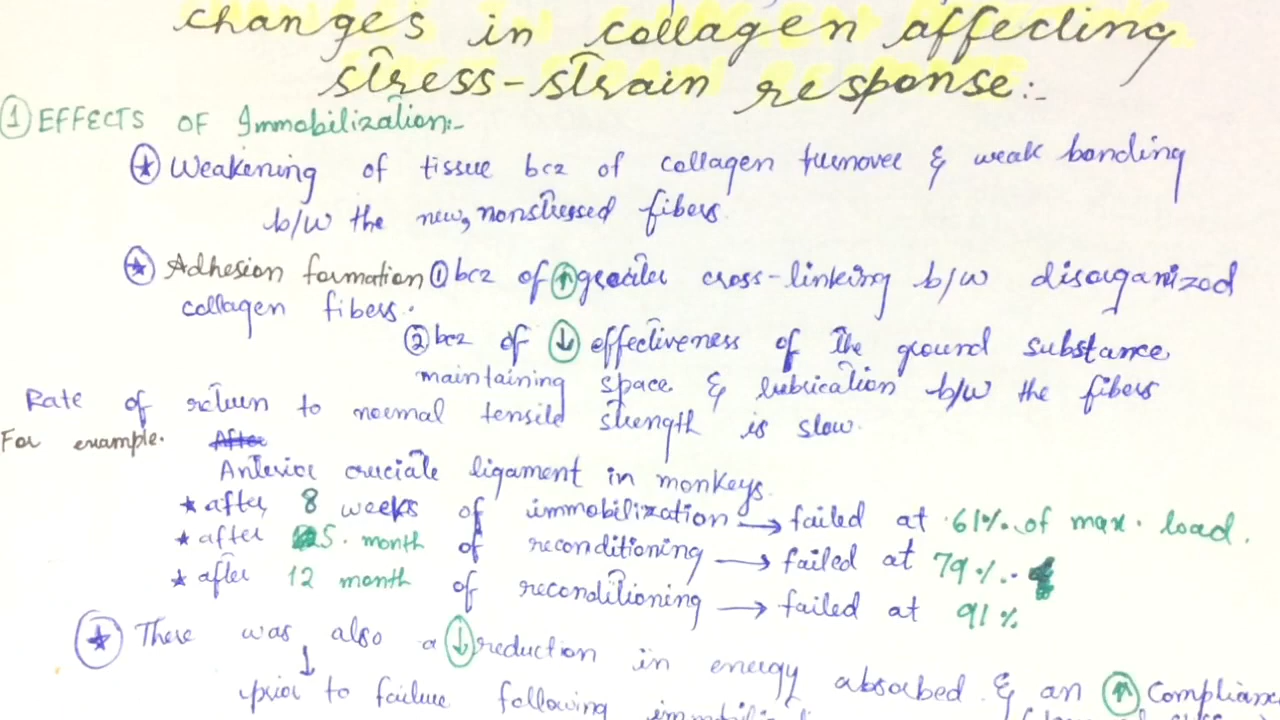 changes in collagen affecting
stress-strain response:-
① EFFECTS OF Immobilization:-
Weakening of tissue bcz of collagen turnover & weak bonding
b/w the new, nonstressed fibers
Adhesion formation ① bcz of ↑ greater cross-linking b/w disorganized
collagen fibers.
② bcz of ↓ effectiveness of the ground substance
maintaining space & lubrication b/w the fibers
Rate of return to normal tensile strength is slow.
For example. After
Anterior cruciate ligament in monkeys.
★ after 8 weeks of immobilization → failed at 61% of max. load.
★ after 5. month of reconditioning → failed at 79%.
★ after 12 month of reconditioning → failed at 91%
There was also a ↓ reduction in energy absorbed & an ↑ Complianc
↓ prior to failure following